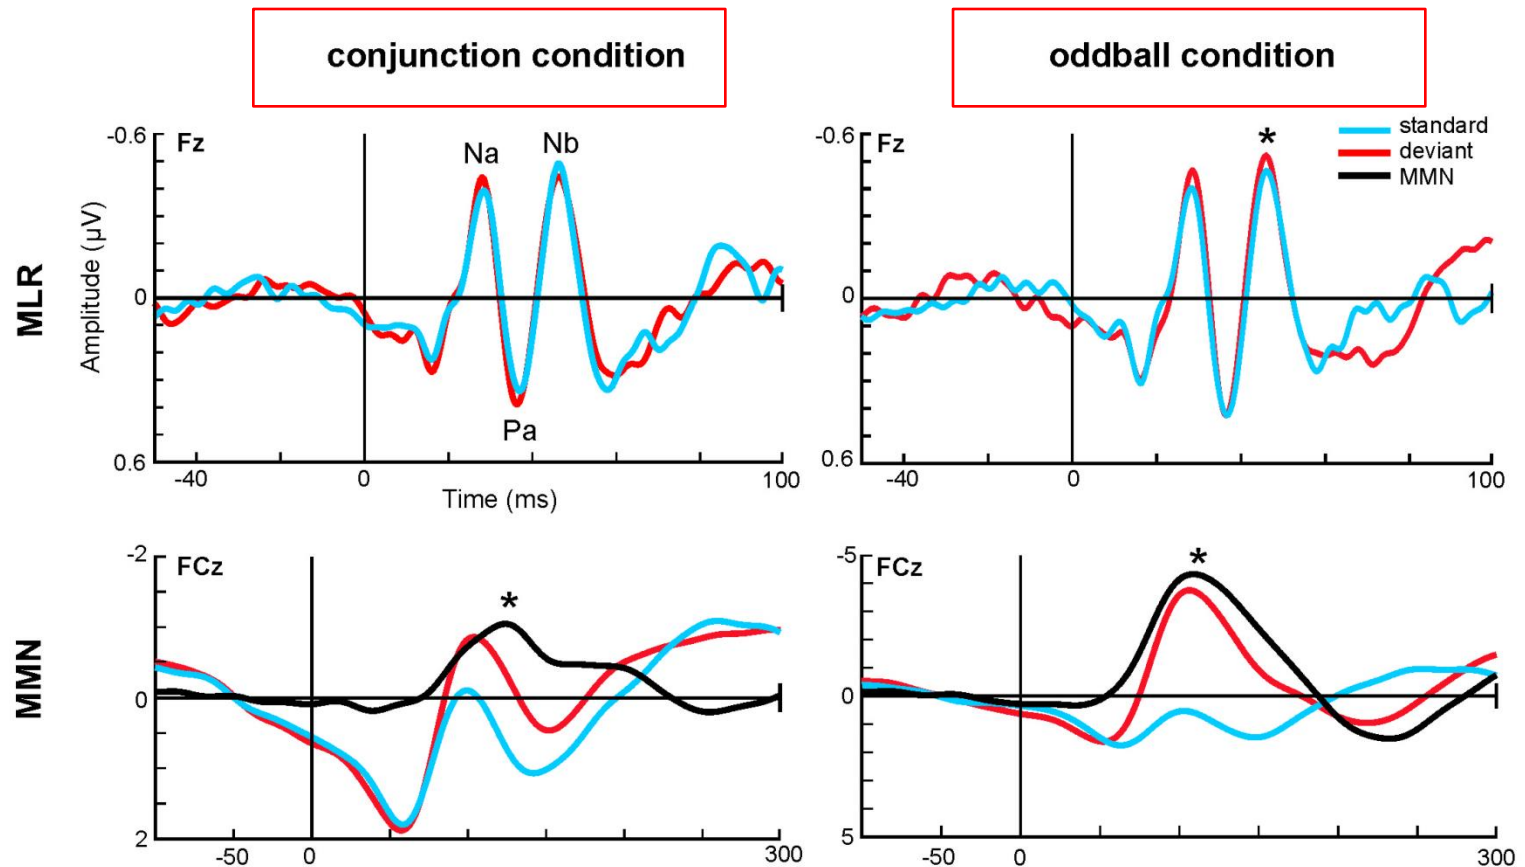 conjunction condition
oddball condition
MLR
Amplitude (µV)
-0.6
0
0.6
Fz
Na
Nb
Pa
-40
0
100
Time (ms)
-0.6
0
0.6
Fz
*
standard
deviant
MMN
-40
0
100
MMN
-2
0
2
FCz
*
-50
0
300
-5
0
5
FCz
*
-50
0
300